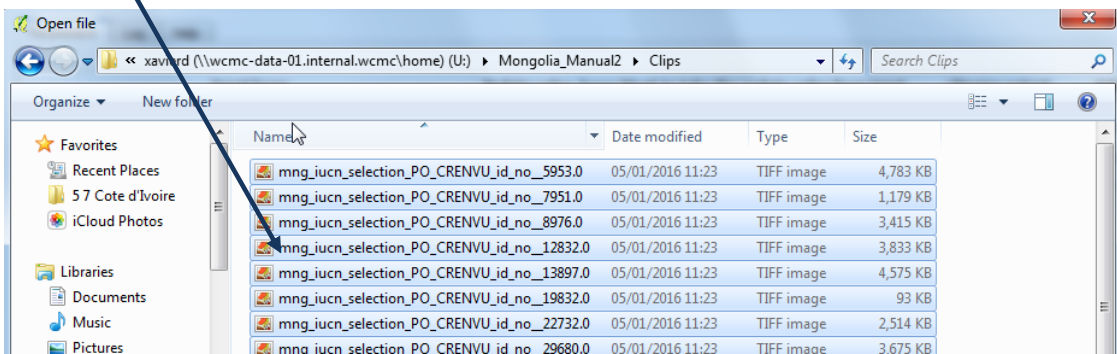 Open file
« xavierd (\\wcmc-data-01.internal.wcmc\home) (U:) ▸ Mongolia_Manual2 ▸ Clips
Search Clips
Organize ▾ New folder
Name Date modified Type Size
Favorites
Recent Places
5 7 Cote d'Ivoire
iCloud Photos
Libraries
Documents
Music
Pictures
mng_iucn_selection_PO_CRENVU_id_no__5953.0 05/01/2016 11:23 TIFF image 4,783 KB
mng_iucn_selection_PO_CRENVU_id_no__7951.0 05/01/2016 11:23 TIFF image 1,179 KB
mng_iucn_selection_PO_CRENVU_id_no__8976.0 05/01/2016 11:23 TIFF image 3,415 KB
mng_iucn_selection_PO_CRENVU_id_no__12832.0 05/01/2016 11:23 TIFF image 3,833 KB
mng_iucn_selection_PO_CRENVU_id_no__13897.0 05/01/2016 11:23 TIFF image 4,575 KB
mng_iucn_selection_PO_CRENVU_id_no__19832.0 05/01/2016 11:23 TIFF image 93 KB
mng_iucn_selection_PO_CRENVU_id_no__22732.0 05/01/2016 11:23 TIFF image 2,514 KB
mng_iucn_selection_PO_CRENVU_id_no__29680.0 05/01/2016 11:23 TIFF image 3,675 KB